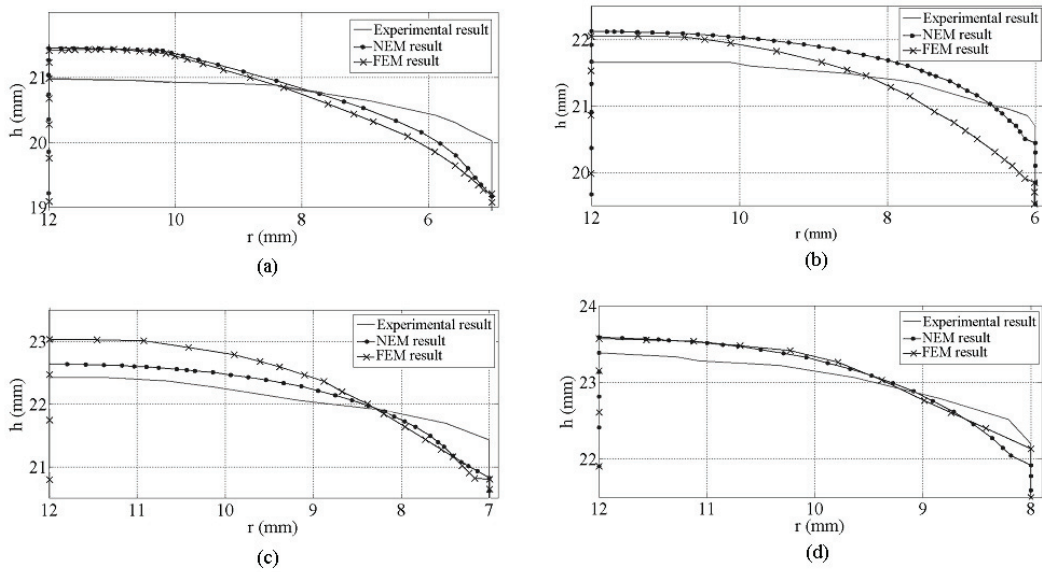 Experimental result
NEM result
FEM result
h (mm)
21
20
19
12
10
8
6
r (mm)
(a)
Experimental result
NEM result
FEM result
h (mm)
22
21
20
12
10
8
6
r (mm)
(b)
Experimental result
NEM result
FEM result
h (mm)
23
22
21
12
11
10
9
8
7
r (mm)
(c)
Experimental result
NEM result
FEM result
h (mm)
24
23
22
12
11
10
9
8
r (mm)
(d)